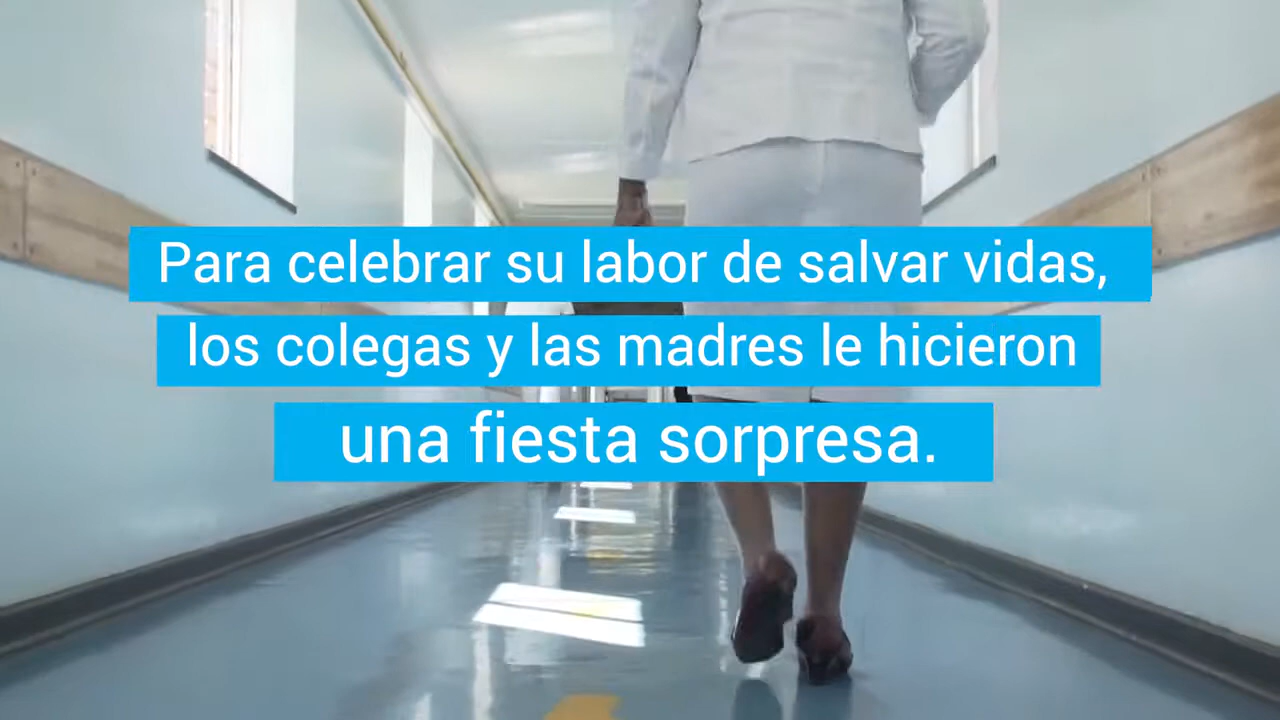 Para celebrar su labor de salvar vidas,
los colegas y las madres le hicieron
una fiesta sorpresa.